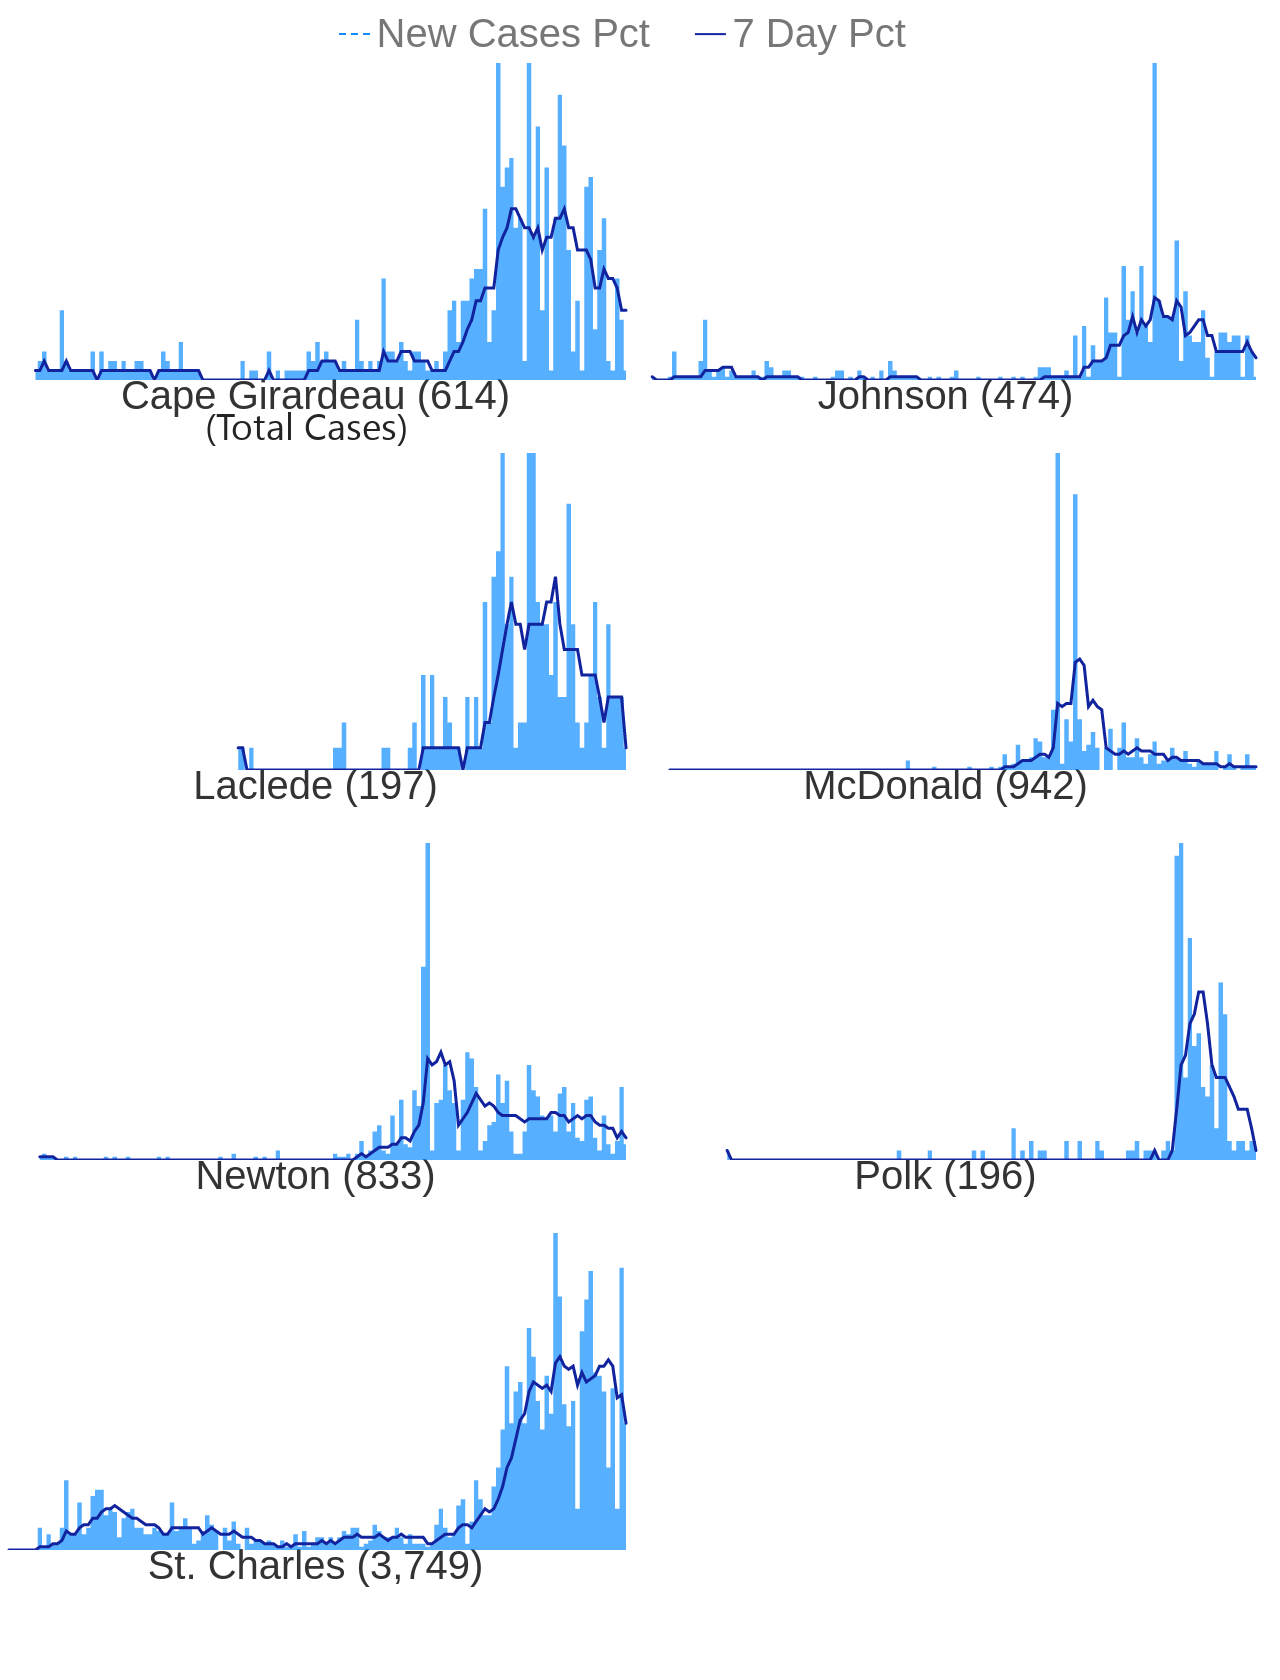 New Cases Pct 7 Day Pct
Cape Girardeau (614)
(Total Cases)
Johnson (474)
Laclede (197)
McDonald (942)
Newton (833)
Polk (196)
St. Charles (3,749)